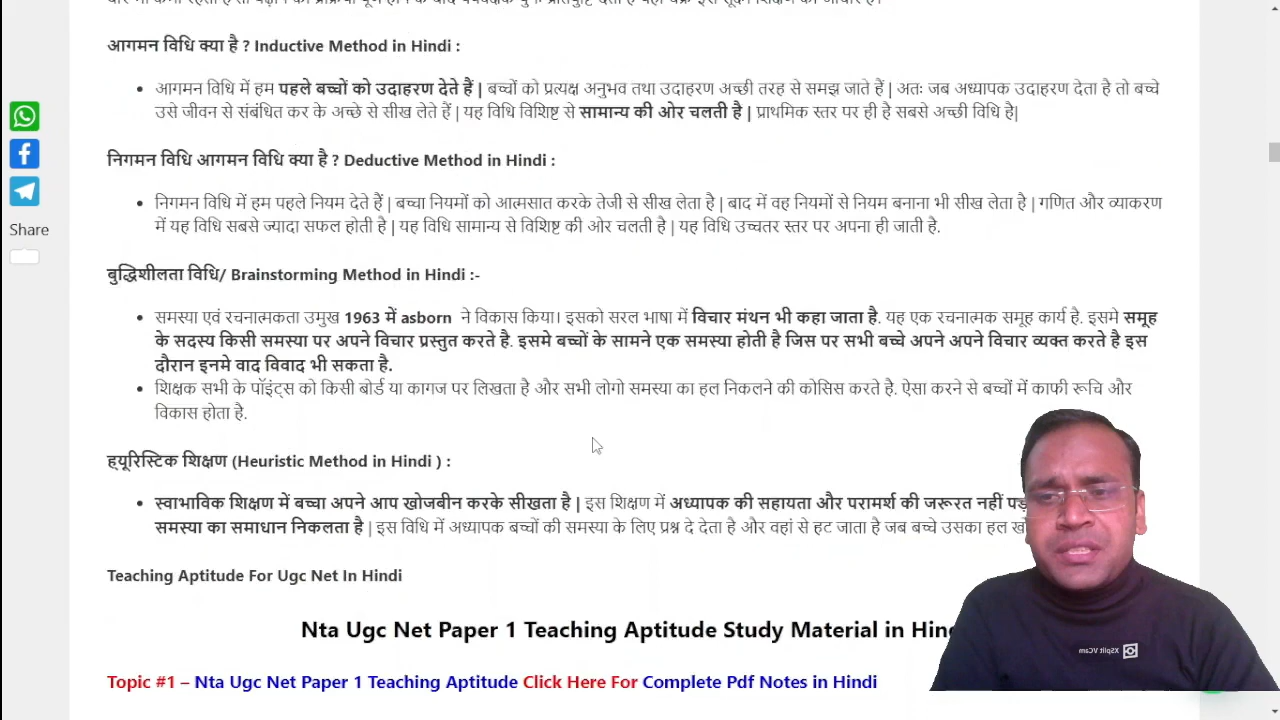 आगमन विधि क्या है ? Inductive Method in Hindi :
आगमन विधि में हम पहले बच्चों को उदाहरण देते हैं | बच्चों को प्रत्यक्ष अनुभव तथा उदाहरण अच्छी तरह से समझ जाते हैं | अतः जब अध्यापक उदाहरण देता है तो बच्चे
उसे जीवन से संबंधित कर के अच्छे से सीख लेते हैं | यह विधि विशिष्ट से सामान्य की ओर चलती है | प्राथमिक स्तर पर ही है सबसे अच्छी विधि है|
निगमन विधि आगमन विधि क्या है ? Deductive Method in Hindi :
निगमन विधि में हम पहले नियम देते हैं | बच्चा नियमों को आत्मसात करके तेजी से सीख लेता है | बाद में वह नियमों से नियम बनाना भी सीख लेता है | गणित और व्याकरण
में यह विधि सबसे ज्यादा सफल होती है | यह विधि सामान्य से विशिष्ट की ओर चलती है | यह विधि उच्चतर स्तर पर अपना ही जाती है.
Share
बुद्धिशीलता विधि/ Brainstorming Method in Hindi :-
समस्या एवं रचनात्मकता उमुख 1963 में asborn ने विकास किया। इसको सरल भाषा में विचार मंथन भी कहा जाता है. यह एक रचनात्मक समूह कार्य है. इसमे समूह
के सदस्य किसी समस्या पर अपने विचार प्रस्तुत करते है. इसमे बच्चों के सामने एक समस्या होती है जिस पर सभी बच्चे अपने अपने विचार व्यक्त करते है इस
दौरान इनमे वाद विवाद भी सकता है.
शिक्षक सभी के पॉइंट्स को किसी बोर्ड या कागज पर लिखता है और सभी लोगो समस्या का हल निकलने की कोसिस करते है. ऐसा करने से बच्चों में काफी रूचि और
विकास होता है.
ह्यूरिस्टिक शिक्षण (Heuristic Method in Hindi ) :
स्वाभाविक शिक्षण में बच्चा अपने आप खोजबीन करके सीखता है | इस शिक्षण में अध्यापक की सहायता और परामर्श की जरूरत नहीं
समस्या का समाधान निकलता है | इस विधि में अध्यापक बच्चों की समस्या के लिए प्रश्न दे देता है और वहां से हट जाता है जब बच्चे उसका हल
Teaching Aptitude For Ugc Net In Hindi
Nta Ugc Net Paper 1 Teaching Aptitude Study Material in
XSplit VCam
Topic #1 – Nta Ugc Net Paper 1 Teaching Aptitude Click Here For Complete Pdf Notes in Hindi